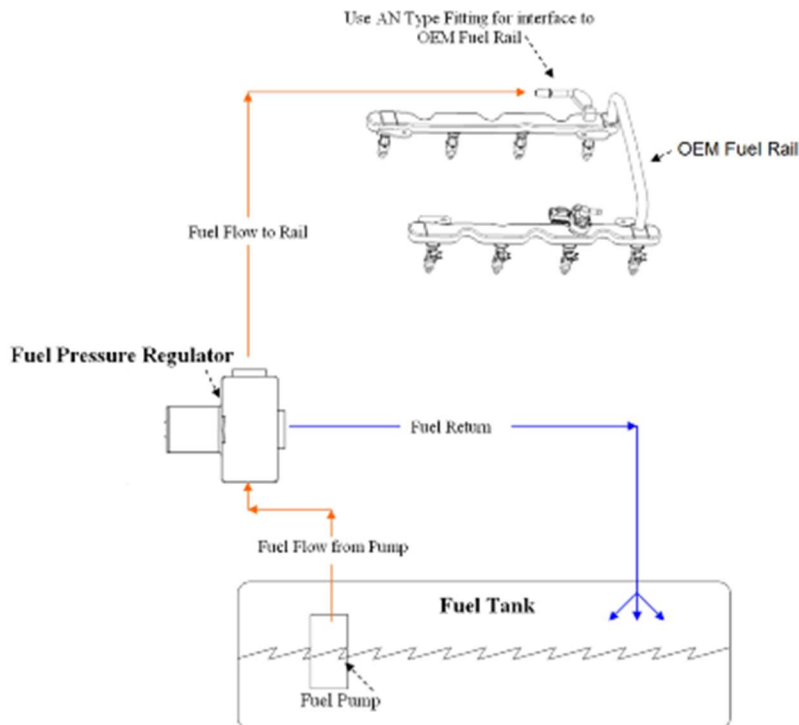 Use AN Type Fitting for interface to
OEM Fuel Rail
OEM Fuel Rail
Fuel Flow to Rail
Fuel Pressure Regulator
Fuel Return
Fuel Flow from Pump
Fuel Tank
Fuel Pump